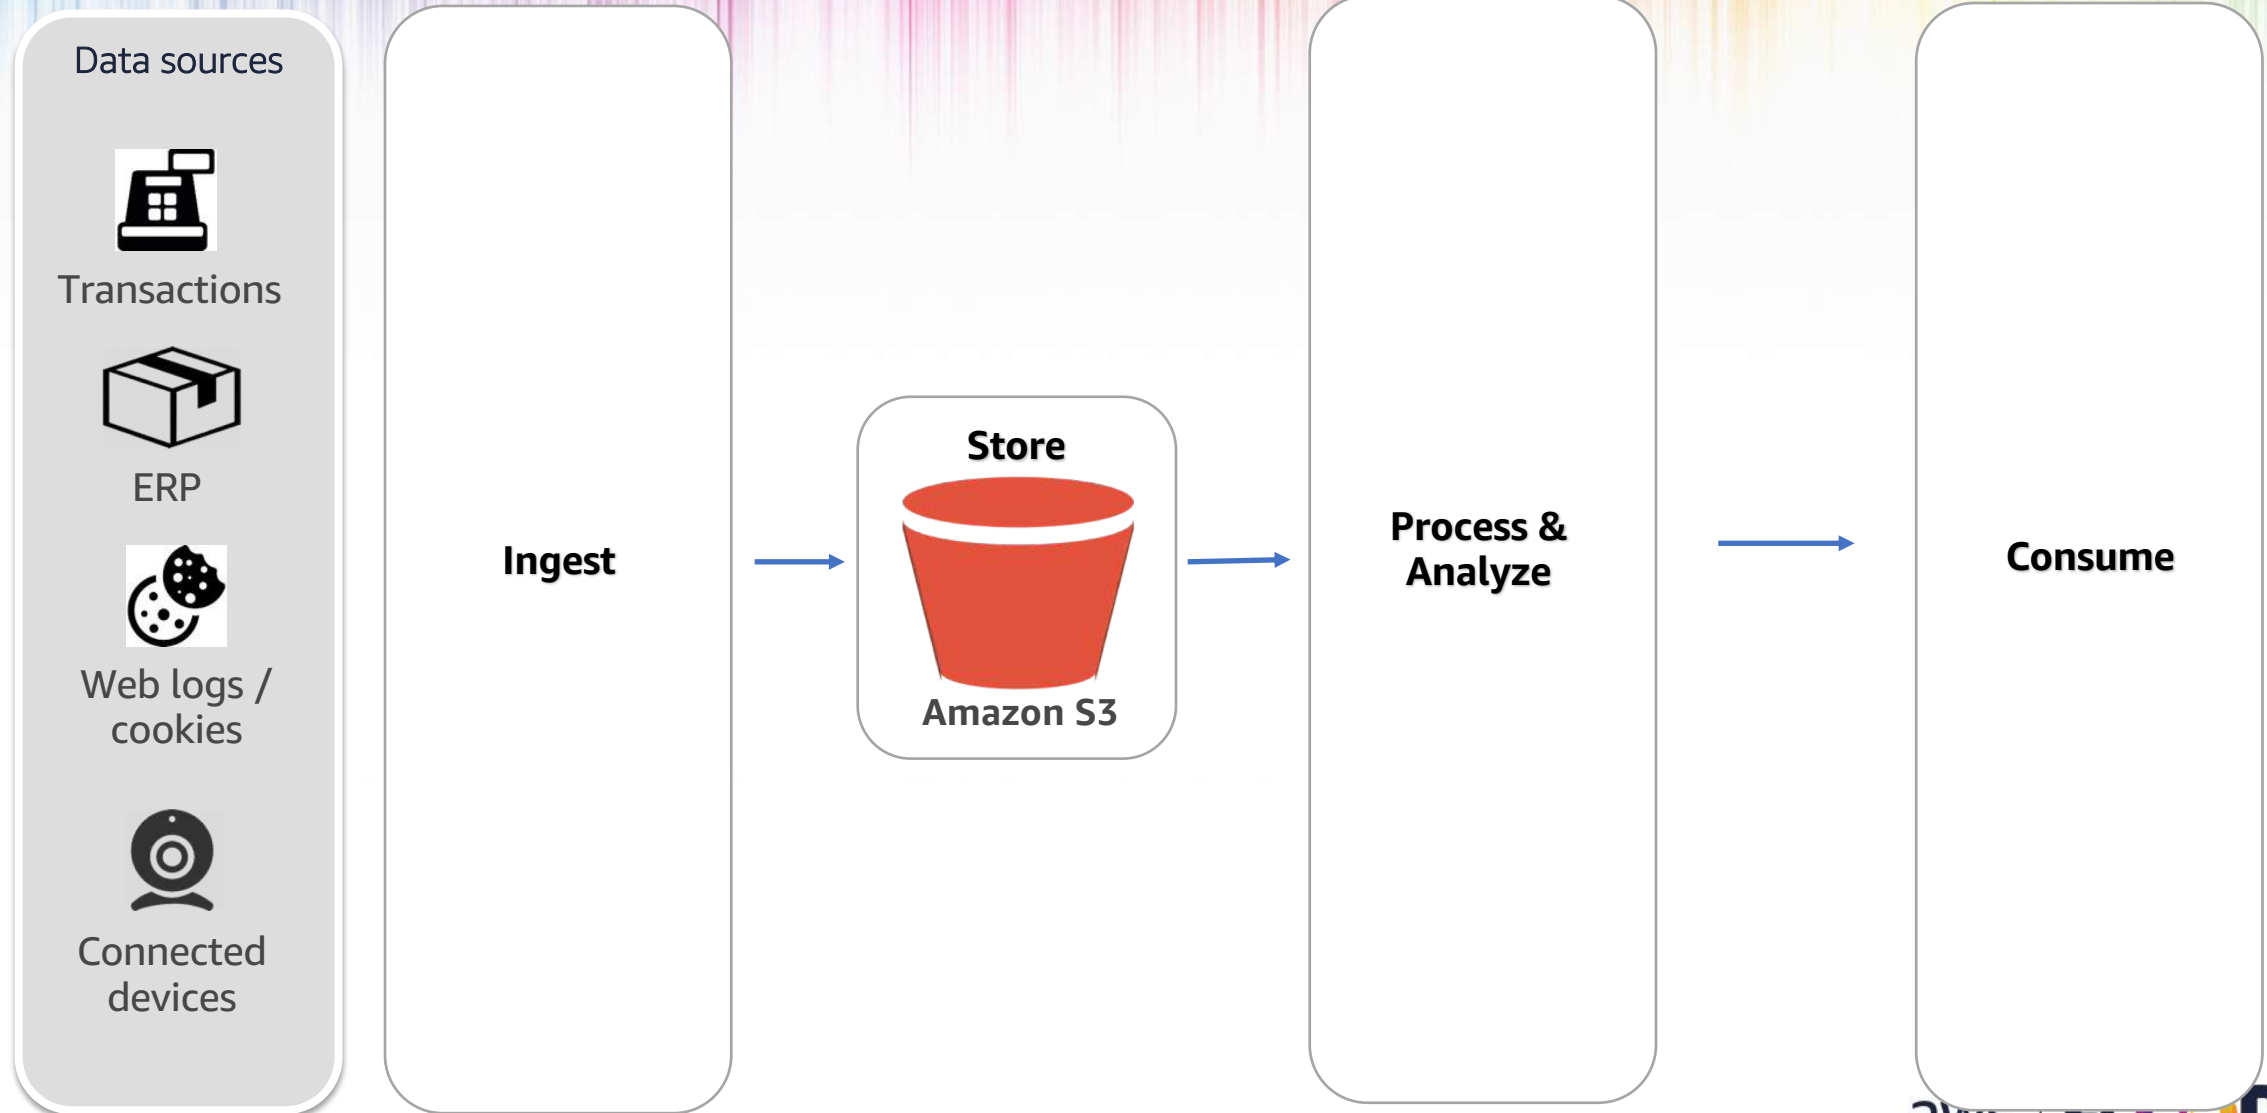 Data sources
Transactions
ERP
Web logs /
cookies
Connected
devices
Ingest
Store
Amazon S3
Process &
Analyze
Consume